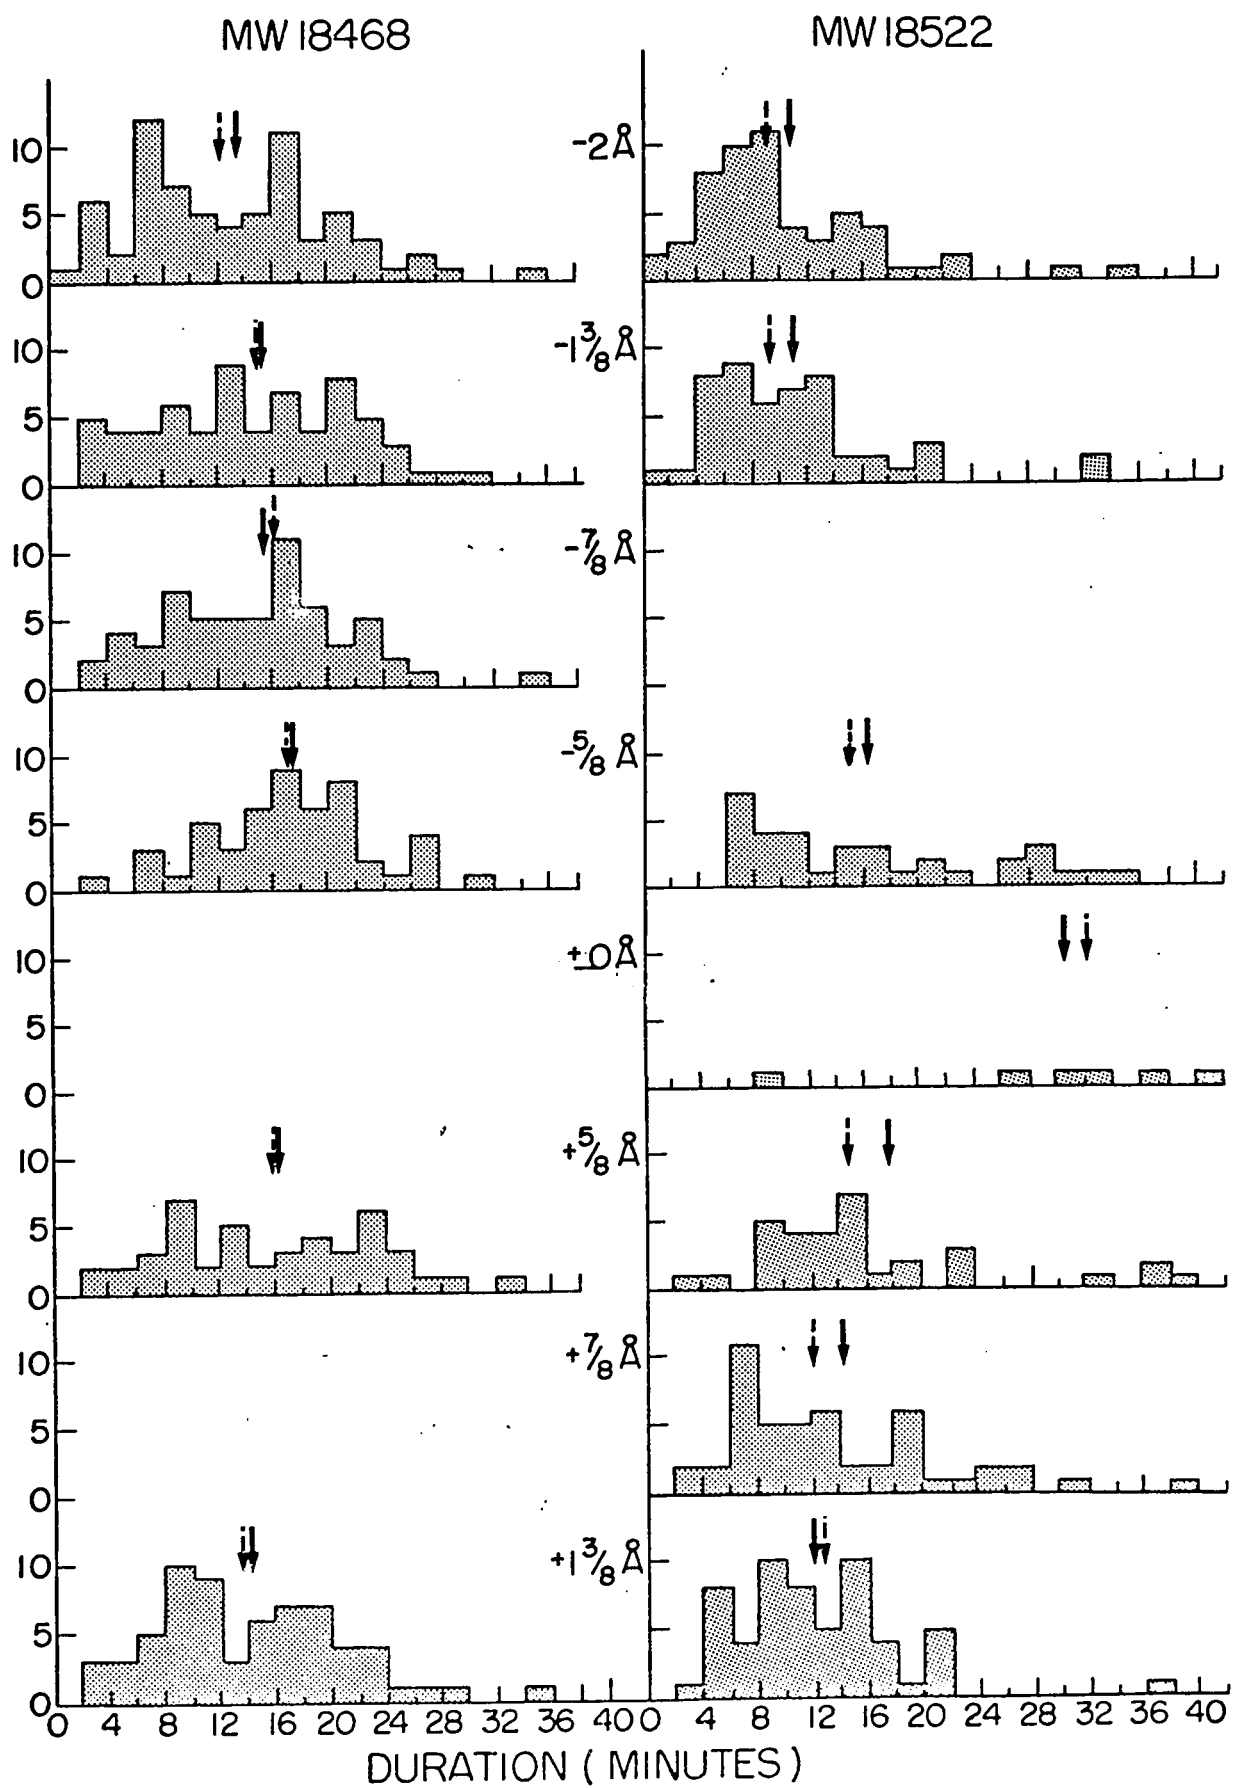 MW 18468 MW 18522
10 5 0 -2Å
10 5 0 -1 3/8 Å
10 5 0 -7/8 Å
10 5 0 -5/8 Å
10 5 0 ±0Å
10 5 0 +5/8 Å
10 5 0 +7/8 Å
10 5 0 +1 3/8 Å
0 4 8 12 16 20 24 28 32 36 40 0 4 8 12 16 20 24 28 32 36 40
DURATION ( MINUTES )